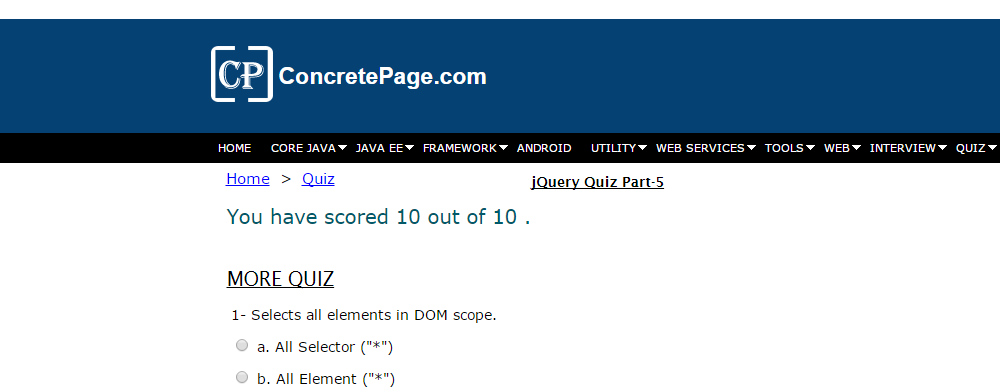 CP ConcretePage.com
HOME CORE JAVA JAVA EE FRAMEWORK ANDROID UTILITY WEB SERVICES TOOLS WEB INTERVIEW QUIZ
Home > Quiz jQuery Quiz Part-5
You have scored 10 out of 10 .
MORE QUIZ
1- Selects all elements in DOM scope.
a. All Selector ("*")
b. All Element ("*")